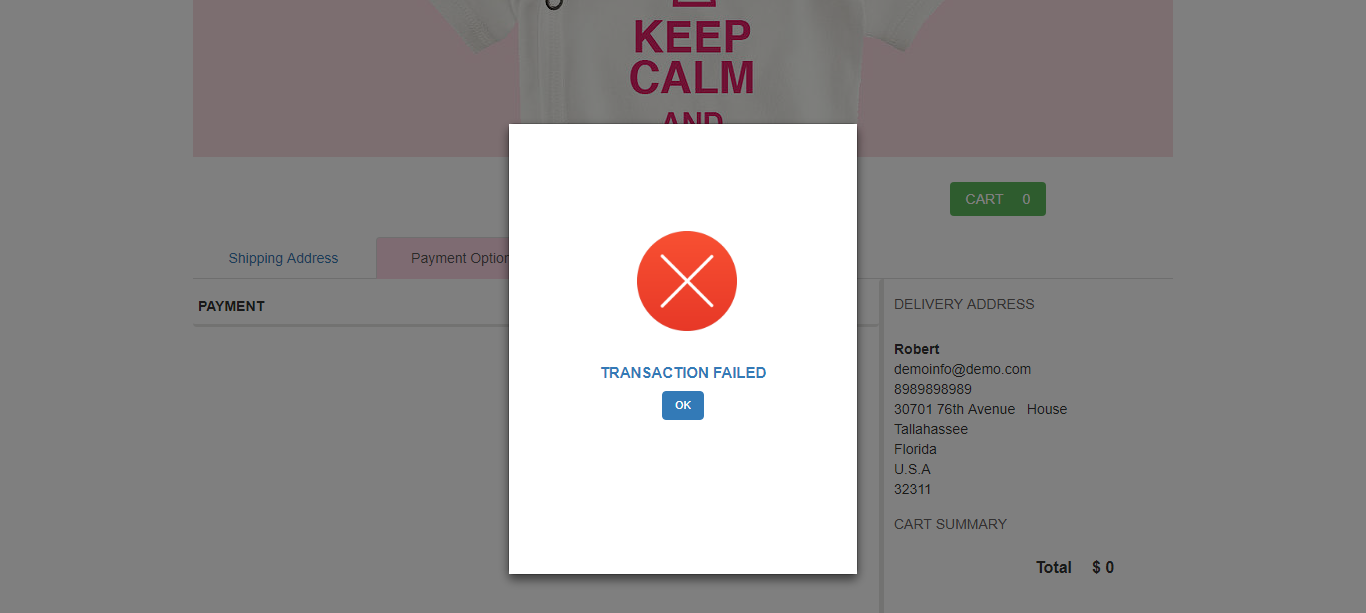 KEEP
CALM
AND
CART 0
Shipping Address
Payment Option
PAYMENT
TRANSACTION FAILED
OK
DELIVERY ADDRESS
Robert
demoinfo@demo.com
8989898989
30701 76th Avenue House
Tallahassee
Florida
U.S.A
32311
CART SUMMARY
Total $ 0